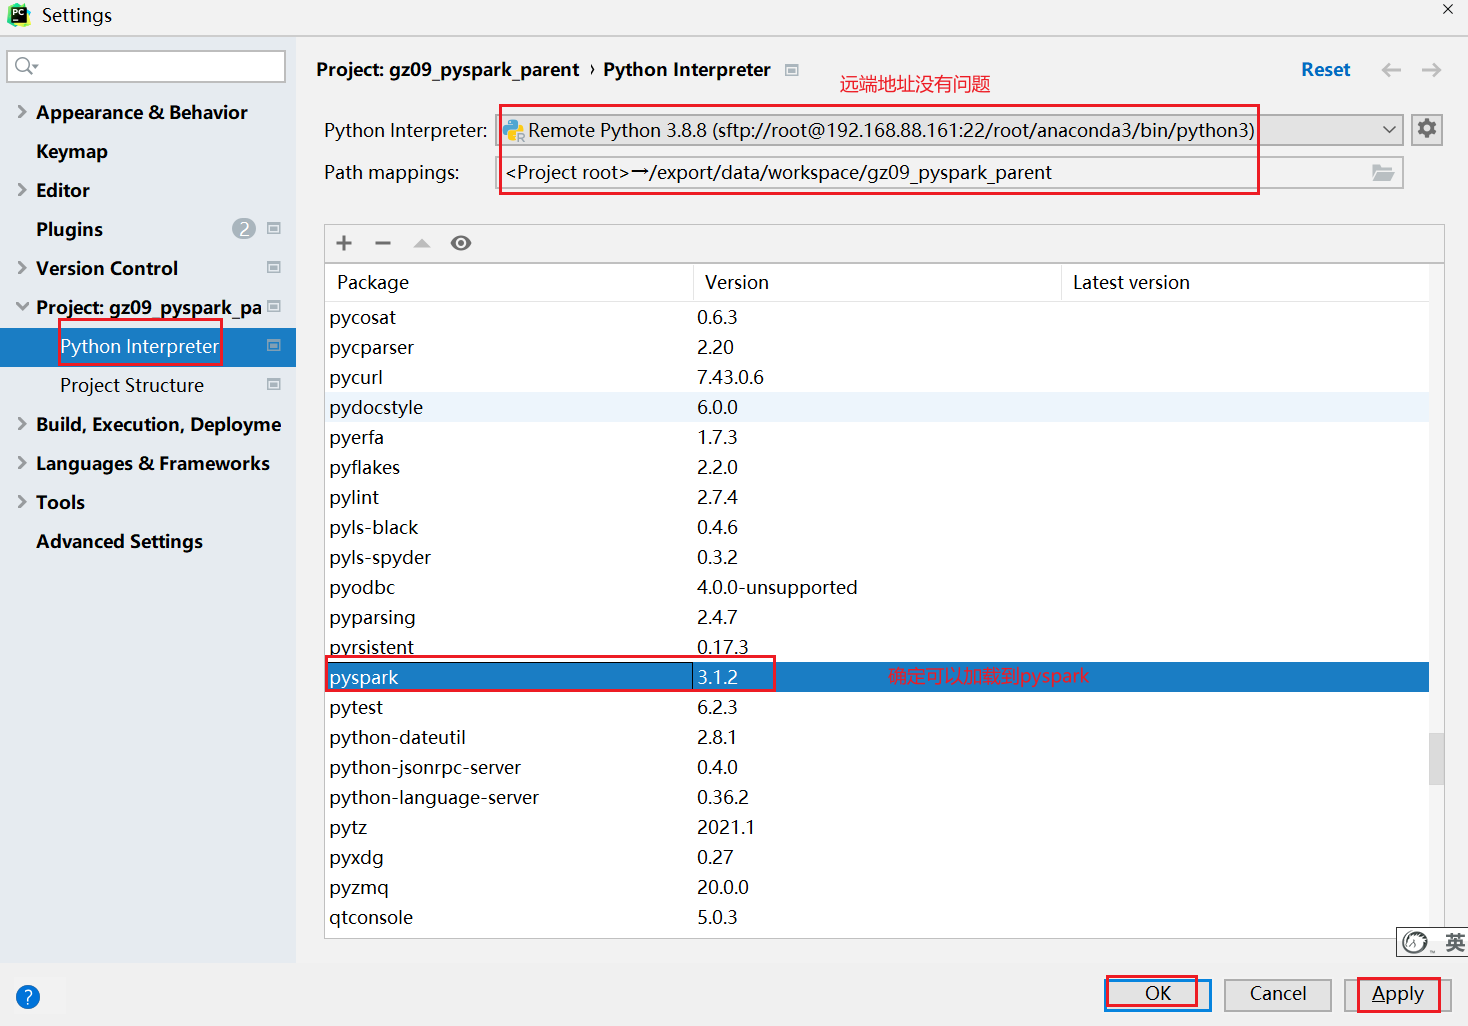 PC
Settings
Project: gz09_pyspark_parent › Python Interpreter
Reset
远端地址没有问题
Appearance & Behavior
Keymap
Editor
Plugins 2
Version Control
Project: gz09_pyspark_pa
Python Interpreter
Project Structure
Build, Execution, Deployme
Languages & Frameworks
Tools
Advanced Settings
Python Interpreter: Remote Python 3.8.8 (sftp://root@192.168.88.161:22/root/anaconda3/bin/python3)
Path mappings: <Project root>→/export/data/workspace/gz09_pyspark_parent
Package Version Latest version
pycosat 0.6.3
pycparser 2.20
pycurl 7.43.0.6
pydocstyle 6.0.0
pyerfa 1.7.3
pyflakes 2.2.0
pylint 2.7.4
pyls-black 0.4.6
pyls-spyder 0.3.2
pyodbc 4.0.0-unsupported
pyparsing 2.4.7
pyrsistent 0.17.3
pyspark 3.1.2 确定可以加载到pyspark
pytest 6.2.3
python-dateutil 2.8.1
python-jsonrpc-server 0.4.0
python-language-server 0.36.2
pytz 2021.1
pyxdg 0.27
pyzmq 20.0.0
qtconsole 5.0.3
英
? OK Cancel Apply